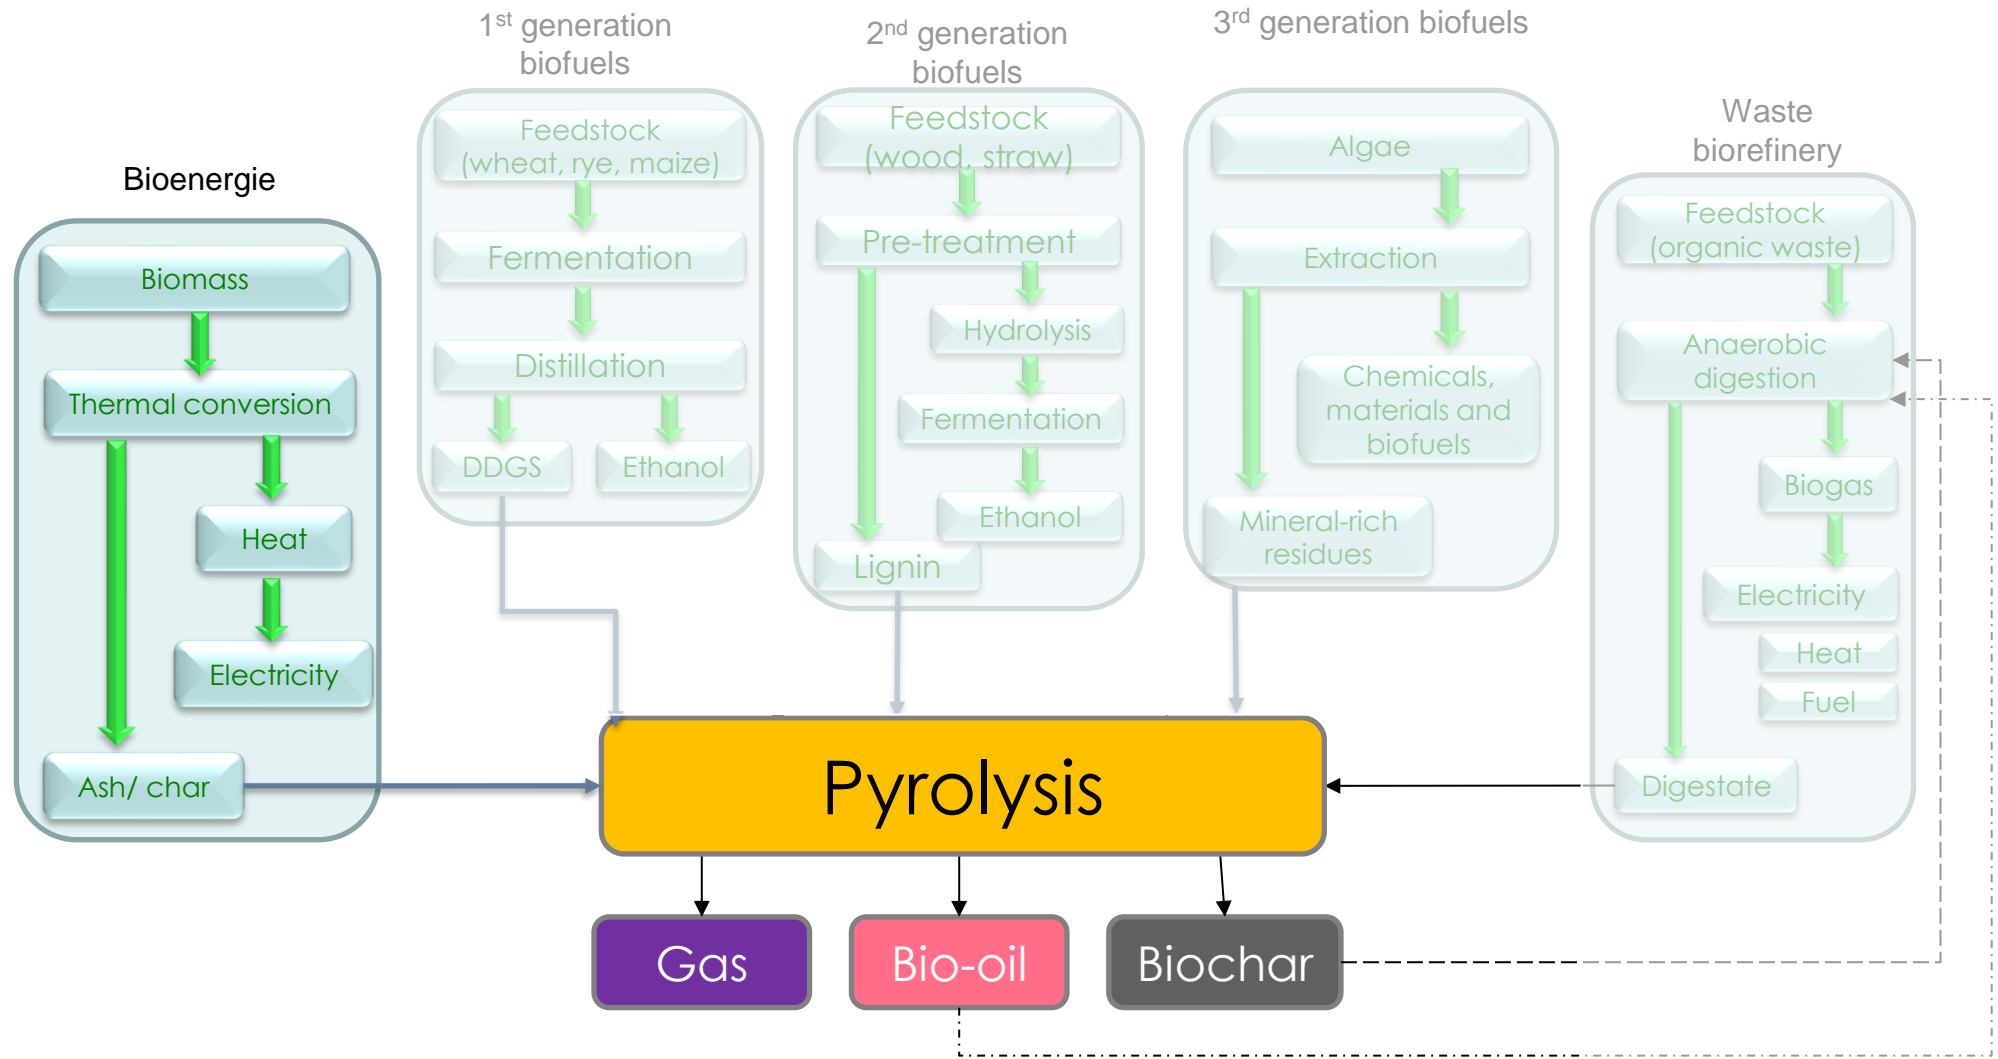 Bioenergie
Biomass
Thermal conversion
Heat
Electricity
Ash/ char
1st generation
biofuels
Feedstock
(wheat, rye, maize)
Fermentation
Distillation
DDGS
Ethanol
2nd generation
biofuels
Feedstock
(wood, straw)
Pre-treatment
Hydrolysis
Fermentation
Ethanol
Lignin
3rd generation biofuels
Algae
Extraction
Chemicals,
materials and
biofuels
Mineral-rich
residues
Waste
biorefinery
Feedstock
(organic waste)
Anaerobic
digestion
Biogas
Electricity
Heat
Fuel
Digestate
Pyrolysis
Gas
Bio-oil
Biochar